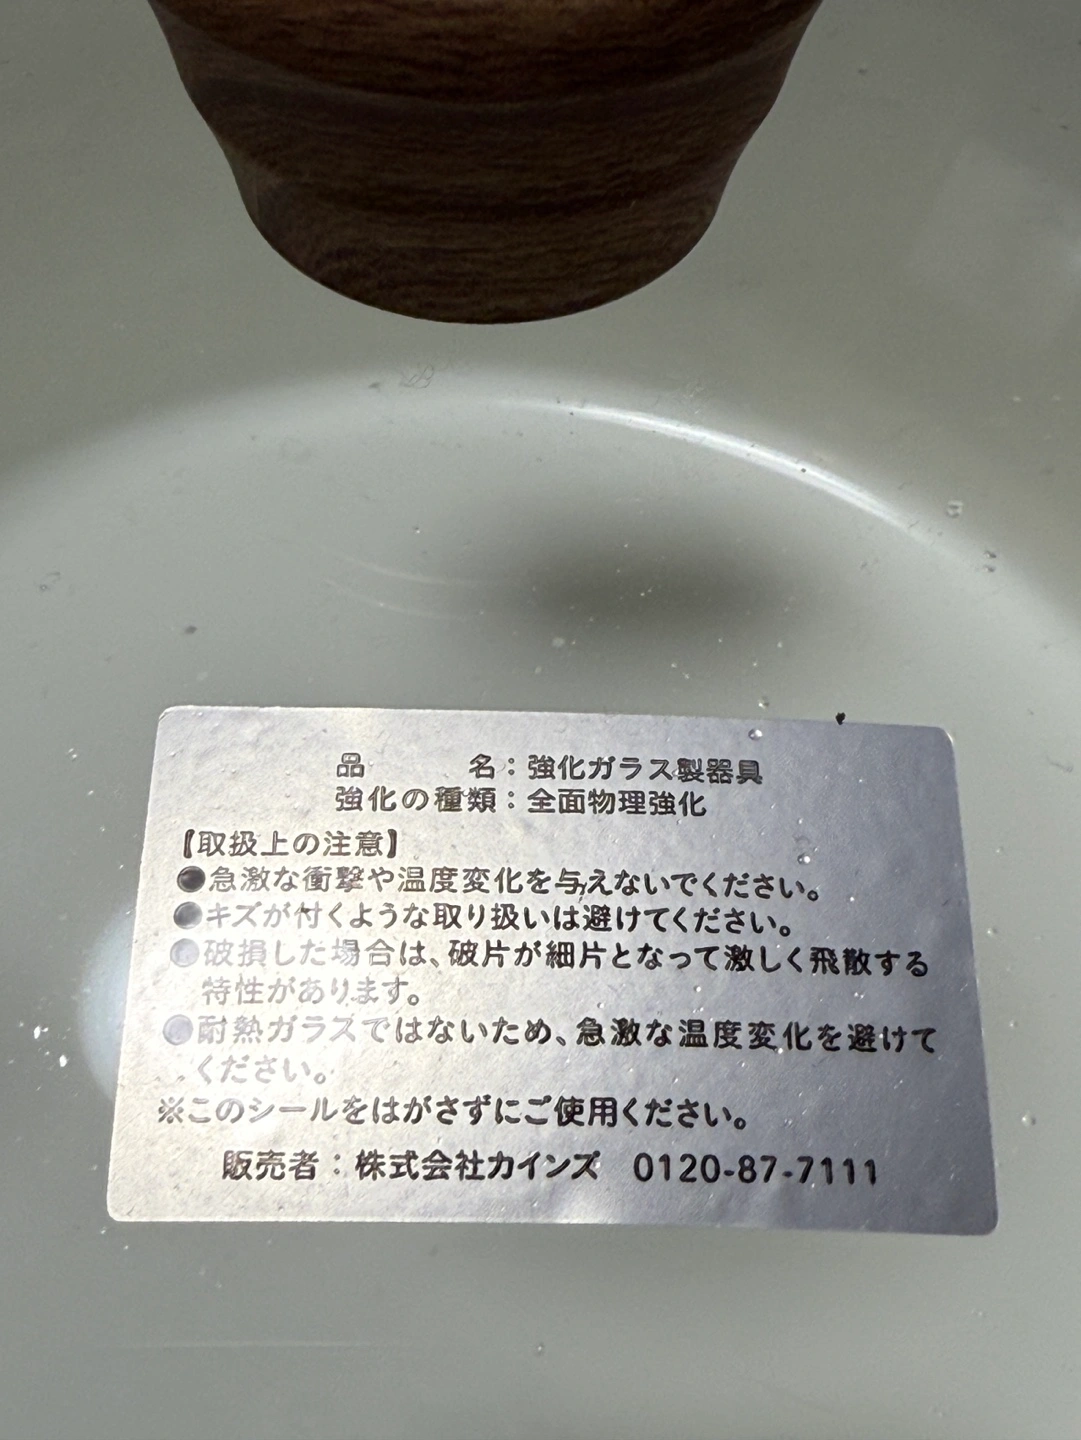 品　　　名：強化ガラス製器具
強化の種類：全面物理強化
【取扱上の注意】
●急激な衝撃や温度変化を与えないでください。
●キズが付くような取り扱いは避けてください。
●破損した場合は、破片が細片となって激しく飛散する
特性があります。
●耐熱ガラスではないため、急激な温度変化を避けて
ください。
※このシールをはがさずにご使用ください。
販売者：株式会社カインズ　0120-87-7111